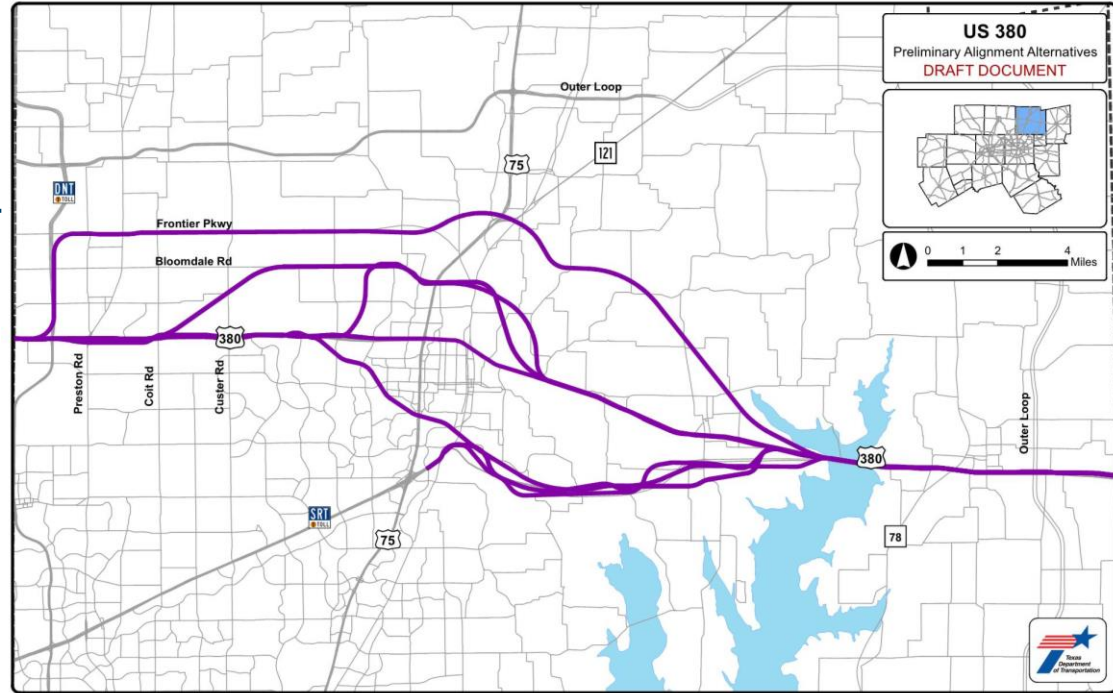 US 380
Preliminary Alignment Alternatives
DRAFT DOCUMENT
Outer Loop
121
75
DNT
TOLL
Frontier Pkwy
Bloomdale Rd
0 1 2 4
Miles
380
Preston Rd
Coit Rd
Custer Rd
Outer Loop
380
SRT
TOLL
75
78
Texas
Department
of Transportation